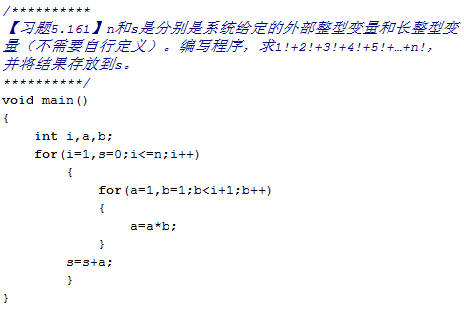 /**********
【习题5.161】n和s是分别是系统给定的外部整型变量和长整型变
量（不需要自行定义）。编写程序，求1!+2!+3!+4!+5!+…+n!，
并将结果存放到s。
**********/
void main()
{
    int i,a,b;
    for(i=1,s=0;i<=n;i++)
        {
            for(a=1,b=1;b<i+1;b++)
            {
                a=a*b;
            }
        s=s+a;
        }
}